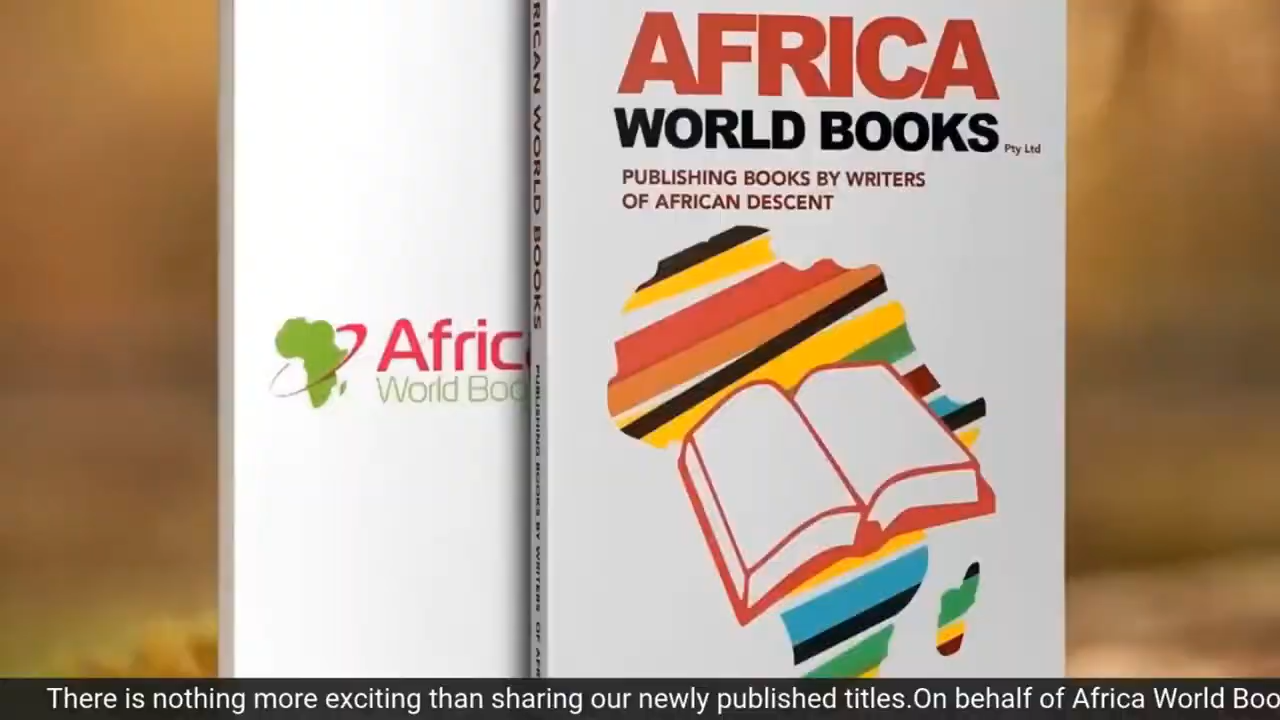 AFRICA
WORLD BOOKS
Pty Ltd
PUBLISHING BOOKS BY WRITERS
OF AFRICAN DESCENT
Africa
World Boo
RICAN WORLD BOOKS PUBLISHING BOOKS BY WRITERS OF AFR
There is nothing more exciting than sharing our newly published titles.On behalf of Africa World Boo